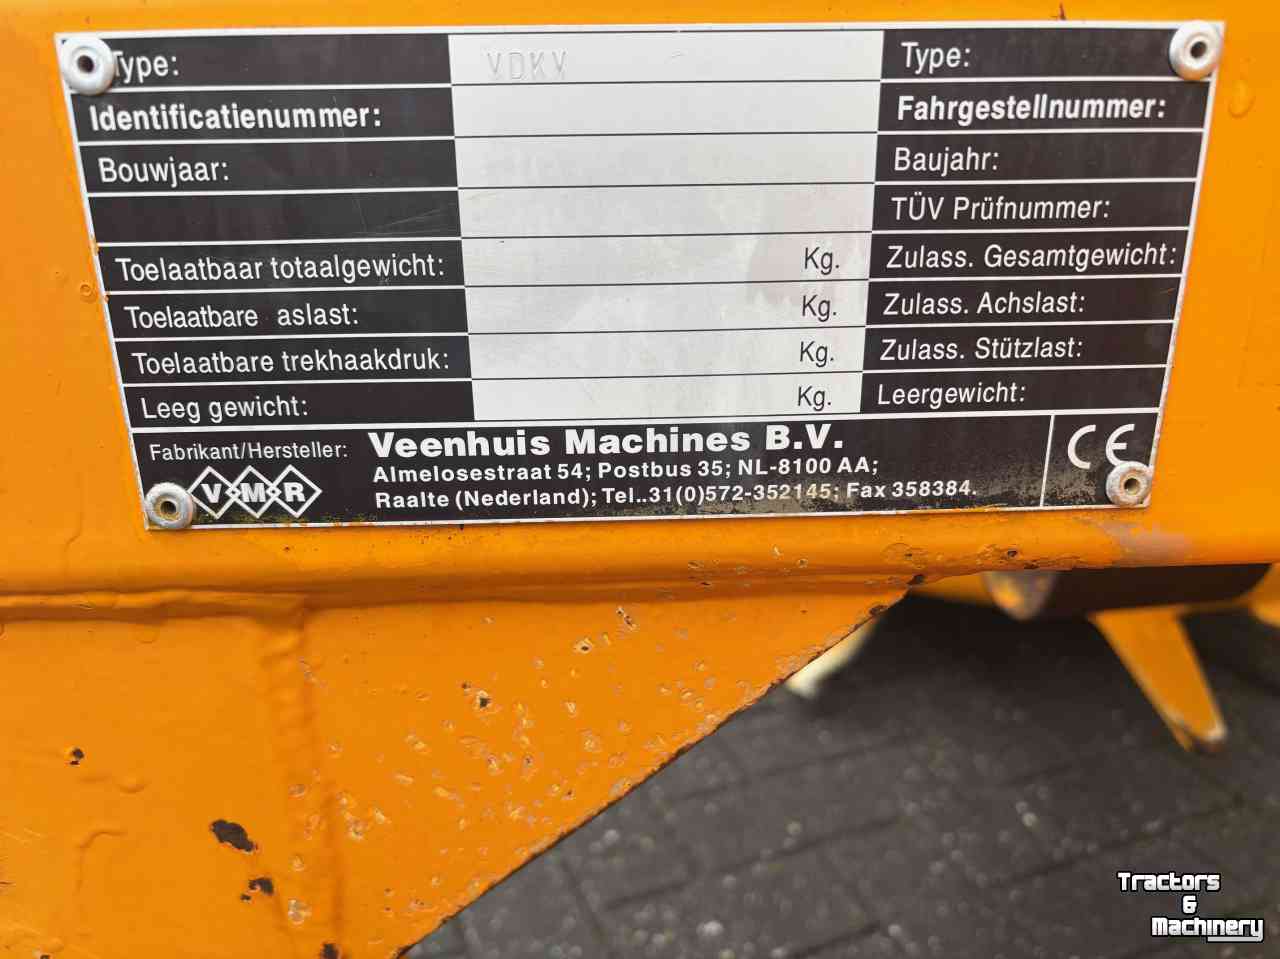 Type: VDKV Type:
Identificatienummer: Fahrgestellnummer:
Bouwjaar: Baujahr:
TÜV Prüfnummer:
Toelaatbaar totaalgewicht: Kg. Zulass. Gesamtgewicht:
Toelaatbare aslast: Kg. Zulass. Achslast:
Toelaatbare trekhaakdruk: Kg. Zulass. Stützlast:
Leeg gewicht: Kg. Leergewicht:
Fabrikant/Hersteller: Veenhuis Machines B.V. CE
Almelosestraat 54; Postbus 35; NL-8100 AA;
VMR Raalte (Nederland); Tel..31(0)572-352145; Fax 358384.
Tractors
&
Machinery